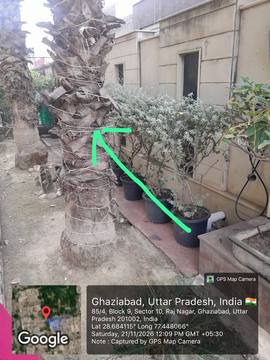 GPS Map Camera
Ghaziabad, Uttar Pradesh, India 🇮🇳
85/4, Block 9, Sector 10, Raj Nagar, Ghaziabad, Uttar
Pradesh 201002, India
Lat 28.684115° Long 77.448066°
Saturday, 21/11/2026 12:09 PM GMT +05:30
Note : Captured by GPS Map Camera
Google